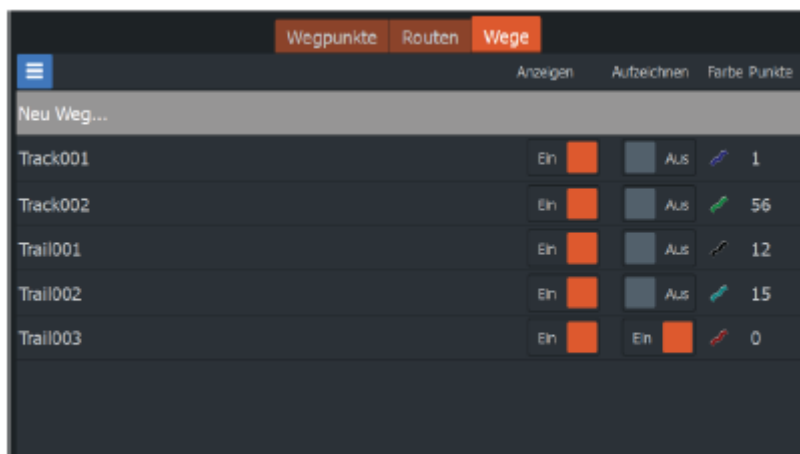 Wegpunkte Routen Wege
Anzeigen Aufzeichnen Farbe Punkte
Neu Weg...
Track001 Ein Aus 1
Track002 Ein Aus 56
Trail001 Ein Aus 12
Trail002 Ein Aus 15
Trail003 Ein Ein 0